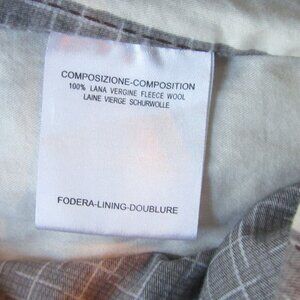 COMPOSIZIONE-COMPOSITION
100% LANA VERGINE FLEECE WOOL
LAINE VIERGE SCHURWOLLE
FODERA-LINING-DOUBLURE